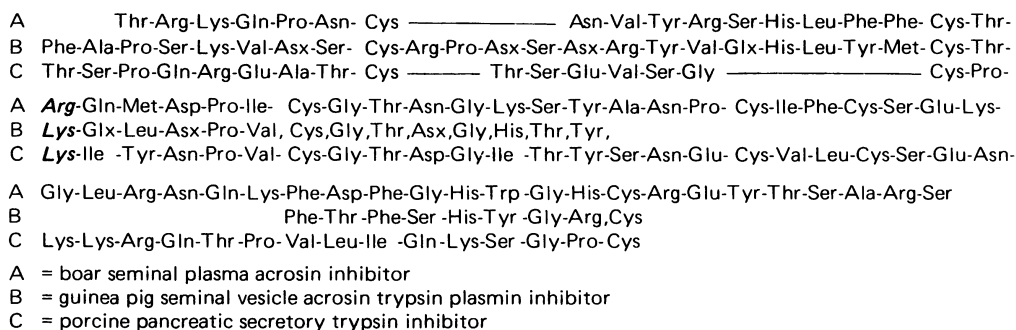 A Thr-Arg-Lys-Gln-Pro-Asn- Cys ———————— Asn-Val-Tyr-Arg-Ser-His-Leu-Phe-Phe- Cys-Thr-
B Phe-Ala-Pro-Ser-Lys-Val-Asx-Ser- Cys-Arg-Pro-Asx-Ser-Asx-Arg-Tyr-Val-Glx-His-Leu-Tyr-Met- Cys-Thr-
C Thr-Ser-Pro-Gln-Arg-Glu-Ala-Thr- Cys ———— Thr-Ser-Glu-Val-Ser-Gly ——————————— Cys-Pro-
A Arg-Gln-Met-Asp-Pro-Ile- Cys-Gly-Thr-Asn-Gly-Lys-Ser-Tyr-Ala-Asn-Pro- Cys-Ile-Phe-Cys-Ser-Glu-Lys-
B Lys-Glx-Leu-Asx-Pro-Val, Cys,Gly,Thr,Asx,Gly,His,Thr,Tyr,
C Lys-Ile -Tyr-Asn-Pro-Val- Cys-Gly-Thr-Asp-Gly-Ile -Thr-Tyr-Ser-Asn-Glu- Cys-Val-Leu-Cys-Ser-Glu-Asn-
A Gly-Leu-Arg-Asn-Gln-Lys-Phe-Asp-Phe-Gly-His-Trp -Gly-His-Cys-Arg-Glu-Tyr-Thr-Ser-Ala-Arg-Ser
B Phe-Thr -Phe-Ser -His-Tyr -Gly-Arg,Cys
C Lys-Lys-Arg-Gln-Thr -Pro- Val-Leu-Ile -Gln -Lys-Ser -Gly-Pro- Cys
A = boar seminal plasma acrosin inhibitor
B = guinea pig seminal vesicle acrosin trypsin plasmin inhibitor
C = porcine pancreatic secretory trypsin inhibitor